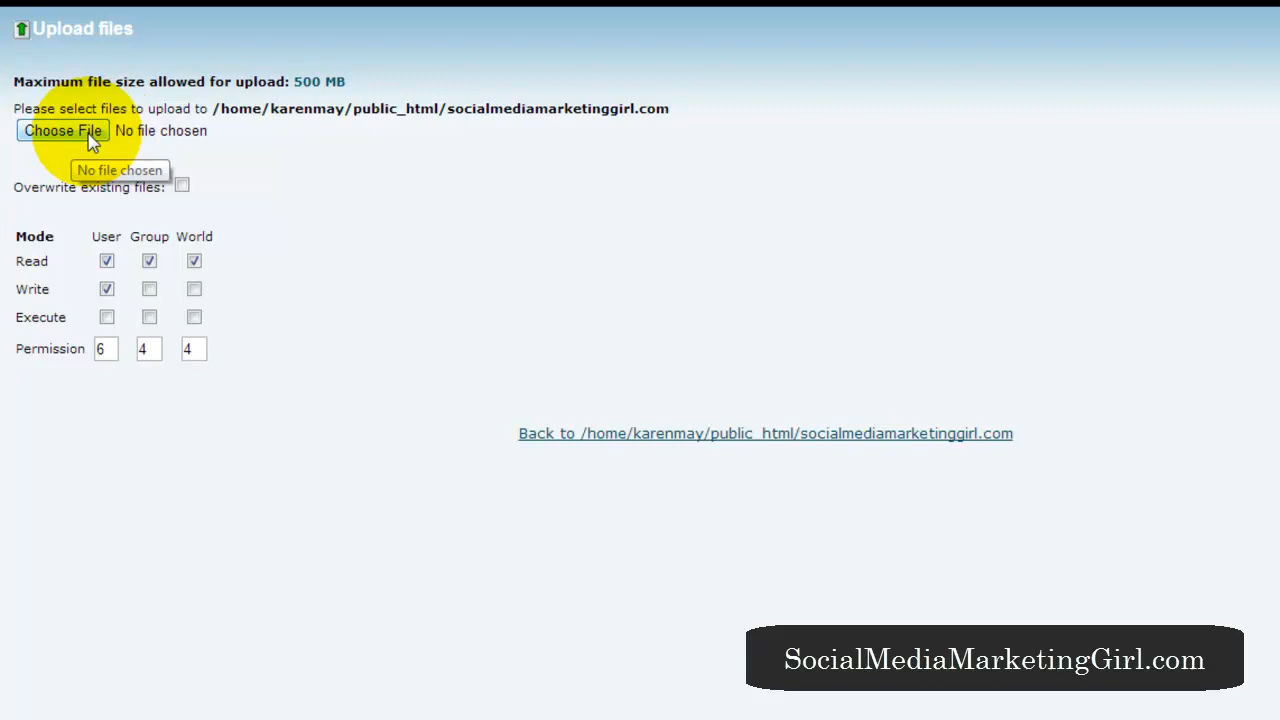 Upload files
Maximum file size allowed for upload: 500 MB
Please select files to upload to /home/karenmay/public_html/socialmediamarketinggirl.com
Choose File No file chosen
No file chosen
Overwrite existing files:
Mode User Group World
Read
Write
Execute
Permission 6 4 4
Back to /home/karenmay/public_html/socialmediamarketinggirl.com
SocialMediaMarketingGirl.com